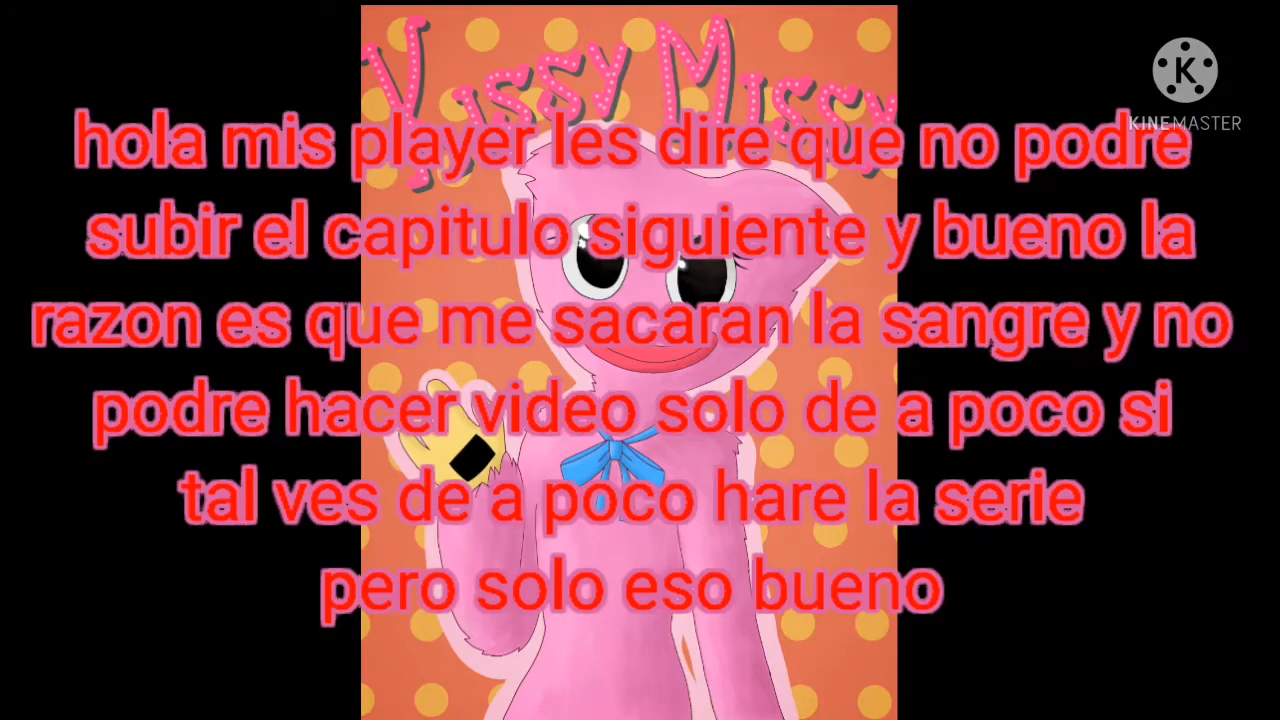 Kissy Missy
K
KINEMASTER
hola mis player les dire que no podre
subir el capitulo siguiente y bueno la
razon es que me sacaran la sangre y no
podre hacer video solo de a poco si
tal ves de a poco hare la serie
pero solo eso bueno